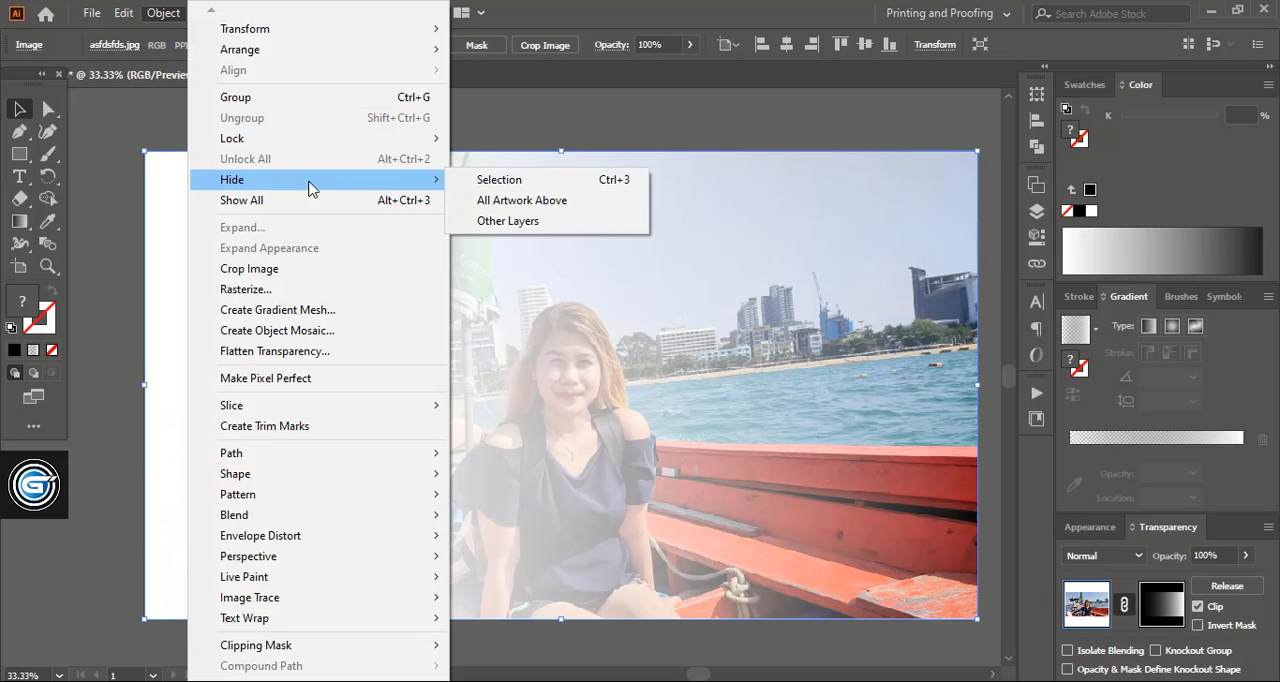 Ai File Edit Object Printing and Proofing Search Adobe Stock
Image asfdsfds.jpg RGB PPI Mask Crop Image Opacity: 100% Transform
* @ 33.33% (RGB/Preview
Transform
Arrange
Align
Group Ctrl+G
Ungroup Shift+Ctrl+G
Lock
Unlock All Alt+Ctrl+2
Hide
Show All Alt+Ctrl+3
Expand...
Expand Appearance
Crop Image
Rasterize...
Create Gradient Mesh...
Create Object Mosaic...
Flatten Transparency...
Make Pixel Perfect
Slice
Create Trim Marks
Path
Shape
Pattern
Blend
Envelope Distort
Perspective
Live Paint
Image Trace
Text Wrap
Clipping Mask
Compound Path
Selection Ctrl+3
All Artwork Above
Other Layers
Swatches Color
K %
Stroke Gradient Brushes Symbol:
Type:
Stroke:
Opacity:
Location:
Appearance Transparency
Normal Opacity: 100%
Release
Clip
Invert Mask
Isolate Blending Knockout Group
Opacity & Mask Define Knockout Shape
33.33% 1